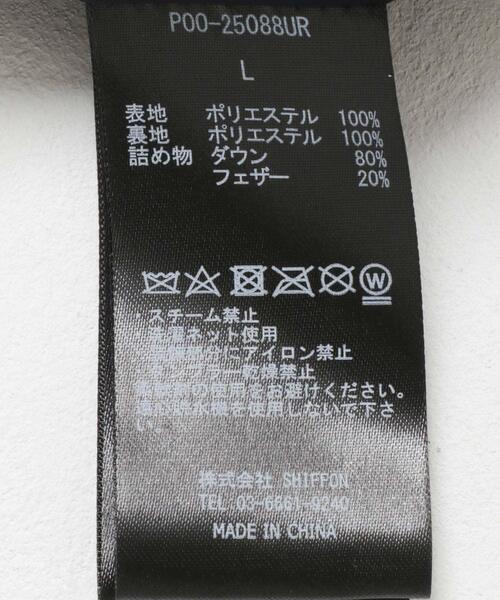 P00-25088UR
L
表地 ポリエステル 100%
裏地 ポリエステル 100%
詰め物 ダウン 80%
フェザー 20%
W
スチーム禁止
ネット使用
アイロン禁止
禁止
の使用をお避けください。
を使用しないで下さ
い。
株式会社 SHIFFON
TEL 03-6661-9240
MADE IN CHINA